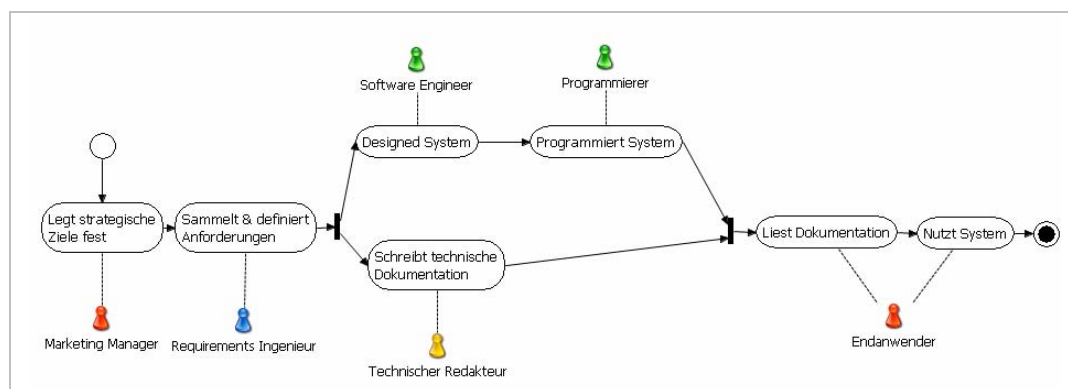 Software Engineer
Programmierer
Designed System
Programmiert System
Legt strategische
Ziele fest
Sammelt & definiert
Anforderungen
Liest Dokumentation
Nutzt System
Schreibt technische
Dokumentation
Marketing Manager
Requirements Ingenieur
Technischer Redakteur
Endanwender